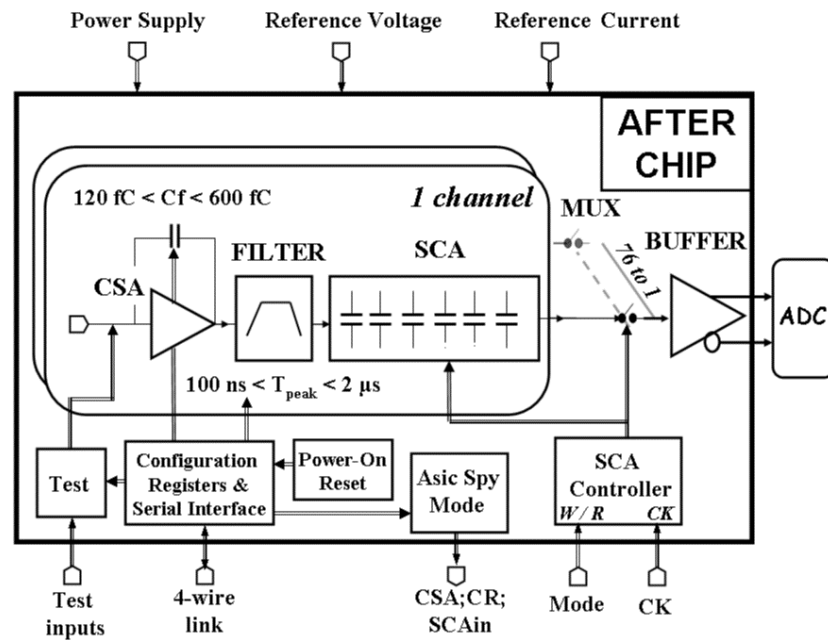 Power Supply
Reference Voltage
Reference Current
AFTER
CHIP
120 fC < Cf < 600 fC
1 channel
MUX
76 to 1
BUFFER
CSA
FILTER
SCA
ADC
100 ns < Tpeak < 2 µs
Test
Configuration
Registers &
Serial Interface
Power-On
Reset
Asic Spy
Mode
SCA
Controller
W / R CK
Test
inputs
4-wire
link
CSA;CR;
SCAin
Mode
CK